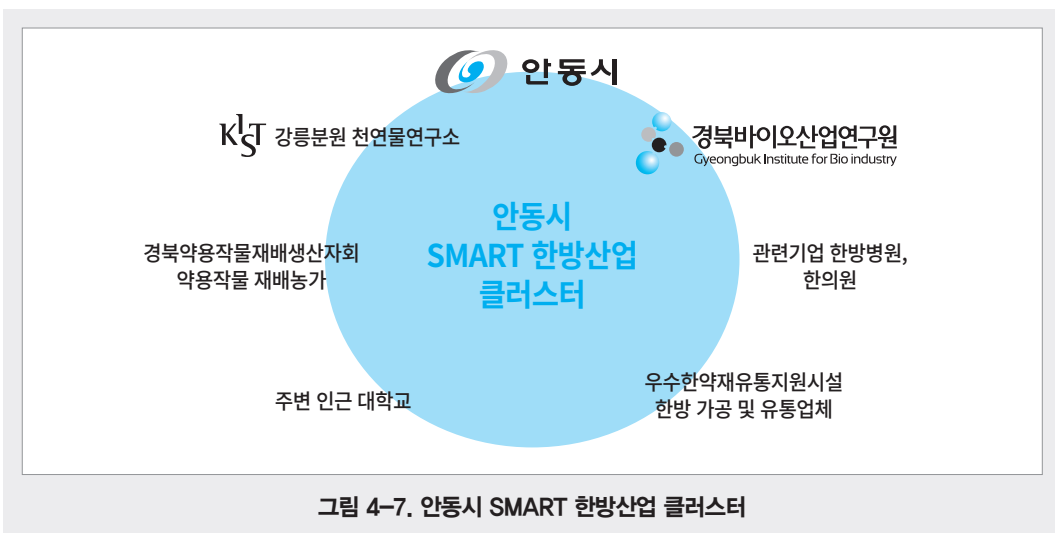 안동시
KIST 강릉분원 천연물연구소
경북바이오산업연구원
Gyeongbuk Institute for Bio industry
안동시
SMART 한방산업
클러스터
경북약용작물재배생산자회
약용작물 재배농가
관련기업 한방병원,
한의원
주변 인근 대학교
우수한약재유통지원시설
한방 가공 및 유통업체
그림 4-7. 안동시 SMART 한방산업 클러스터